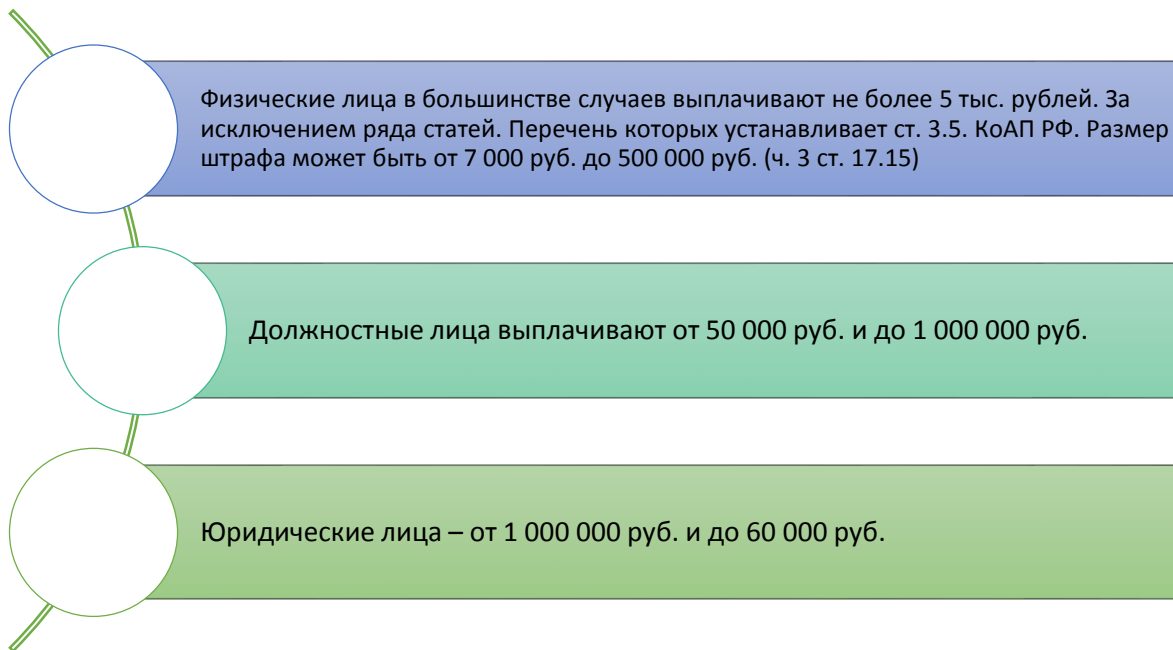 Физические лица в большинстве случаев выплачивают не более 5 тыс. рублей. За
исключением ряда статей. Перечень которых устанавливает ст. 3.5. КоАП РФ. Размер
штрафа может быть от 7 000 руб. до 500 000 руб. (ч. 3 ст. 17.15)
Должностные лица выплачивают от 50 000 руб. и до 1 000 000 руб.
Юридические лица – от 1 000 000 руб. и до 60 000 руб.